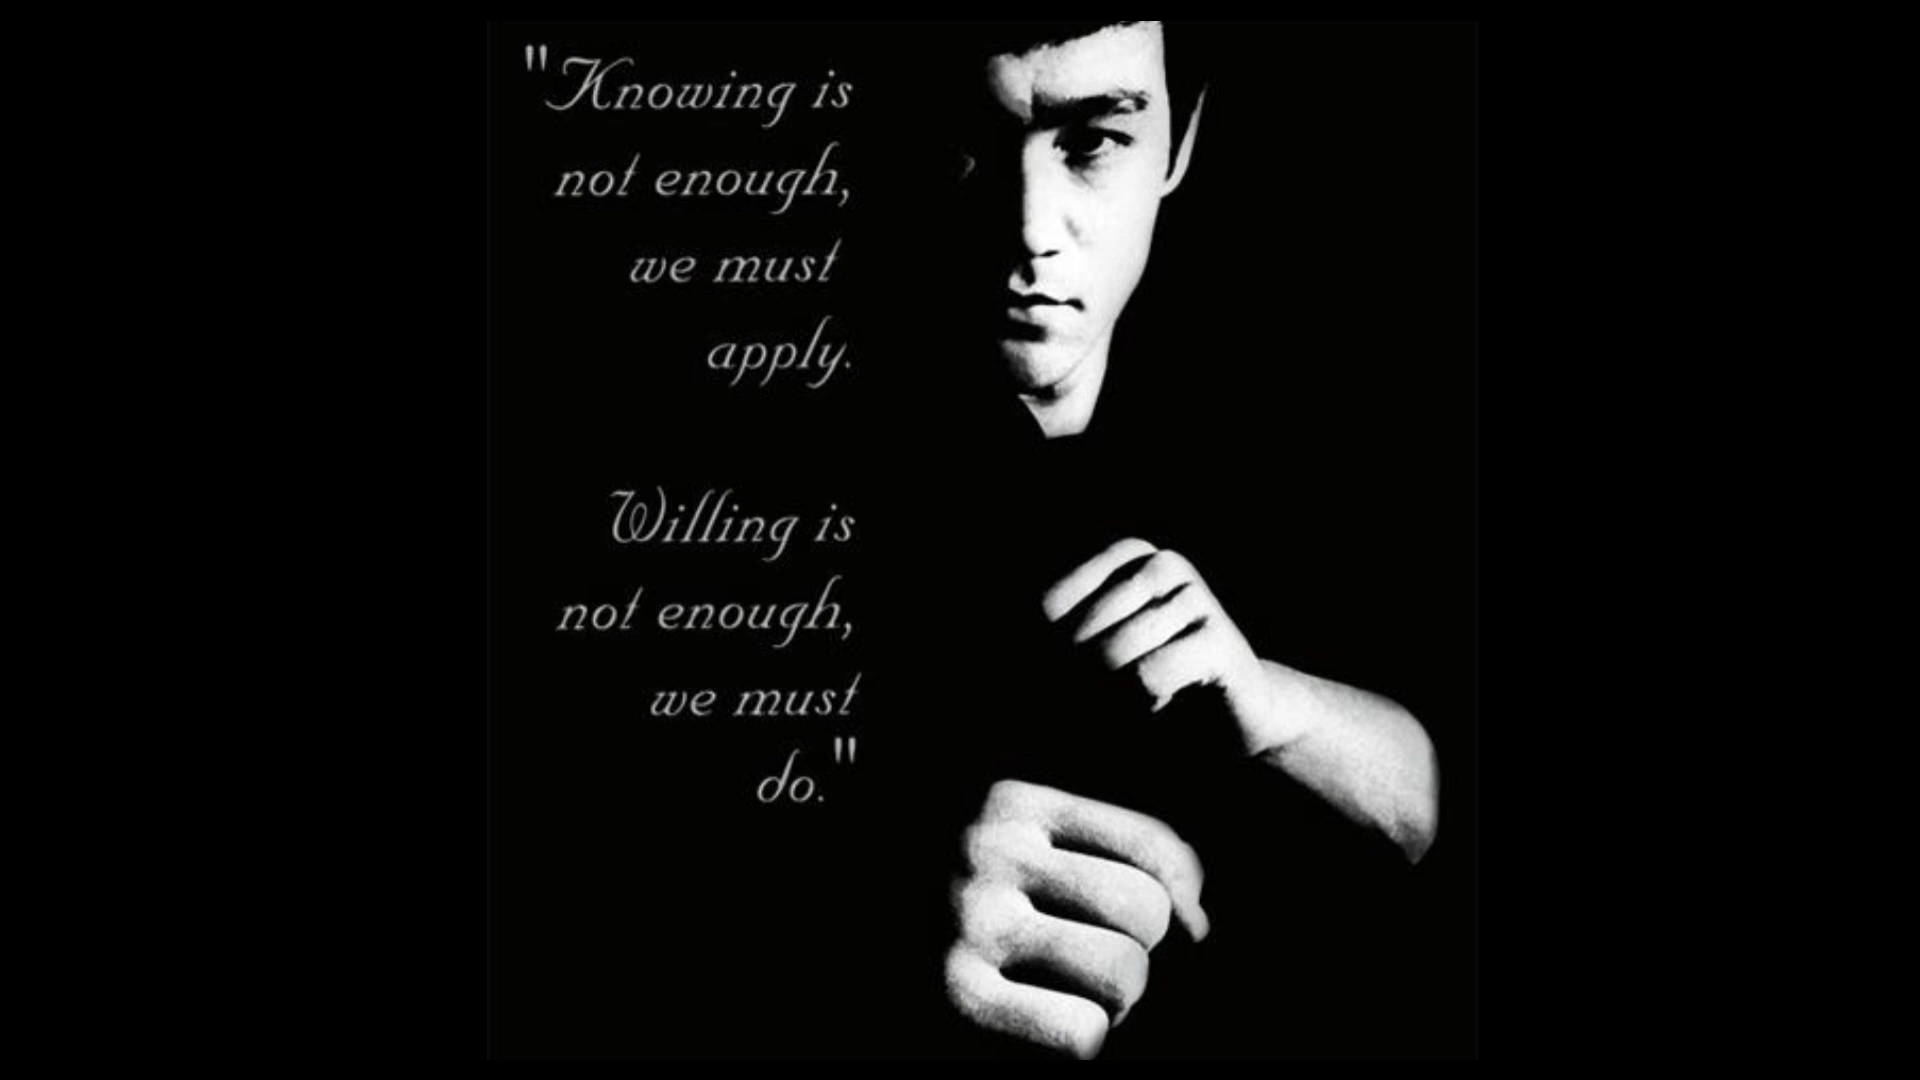 "Knowing is
not enough,
we must
apply.
Willing is
not enough,
we must
do."